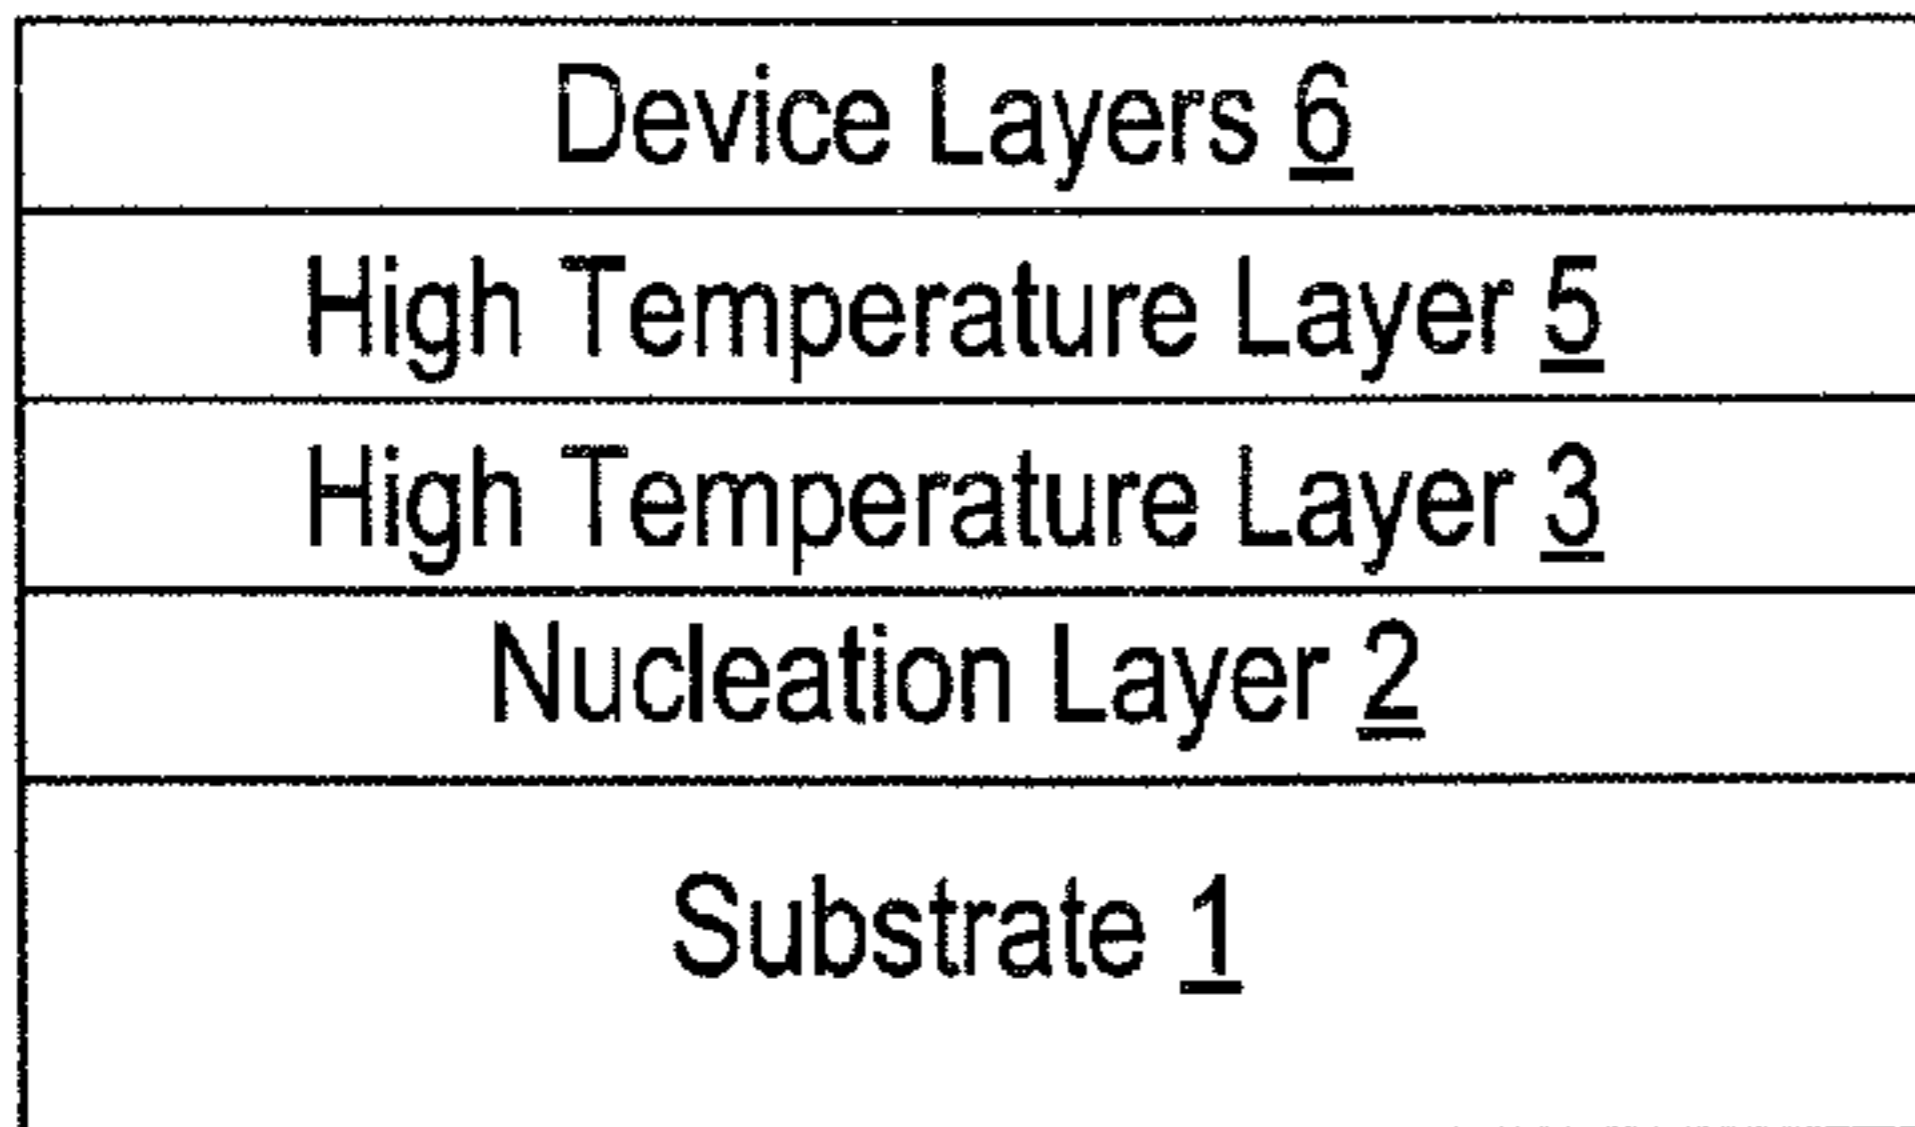 Device Layers 6
High Temperature Layer 5
High Temperature Layer 3
Nucleation Layer 2
Substrate 1